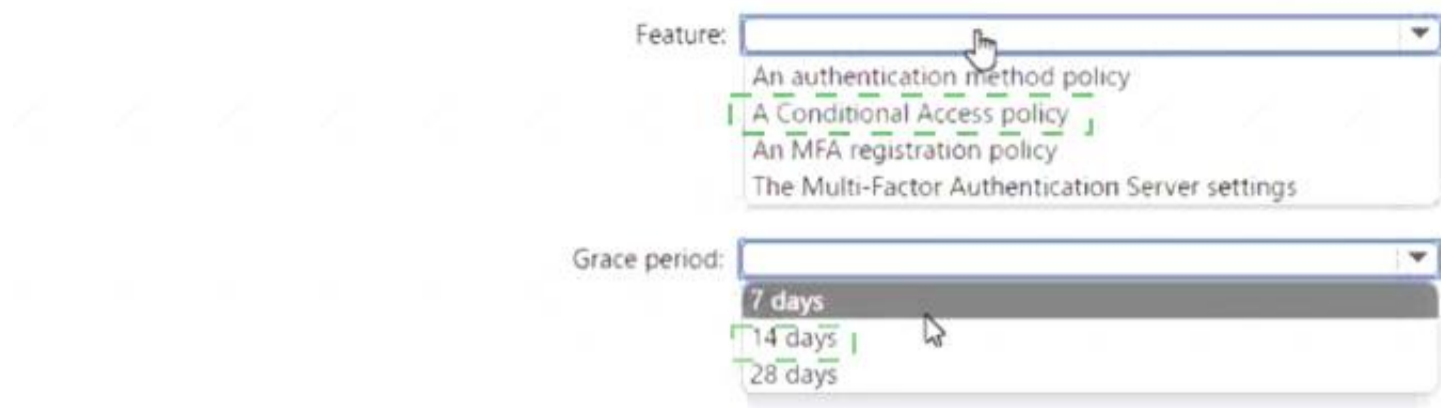 Feature:
An authentication method policy
A Conditional Access policy
An MFA registration policy
The Multi-Factor Authentication Server settings
Grace period:
7 days
14 days
28 days